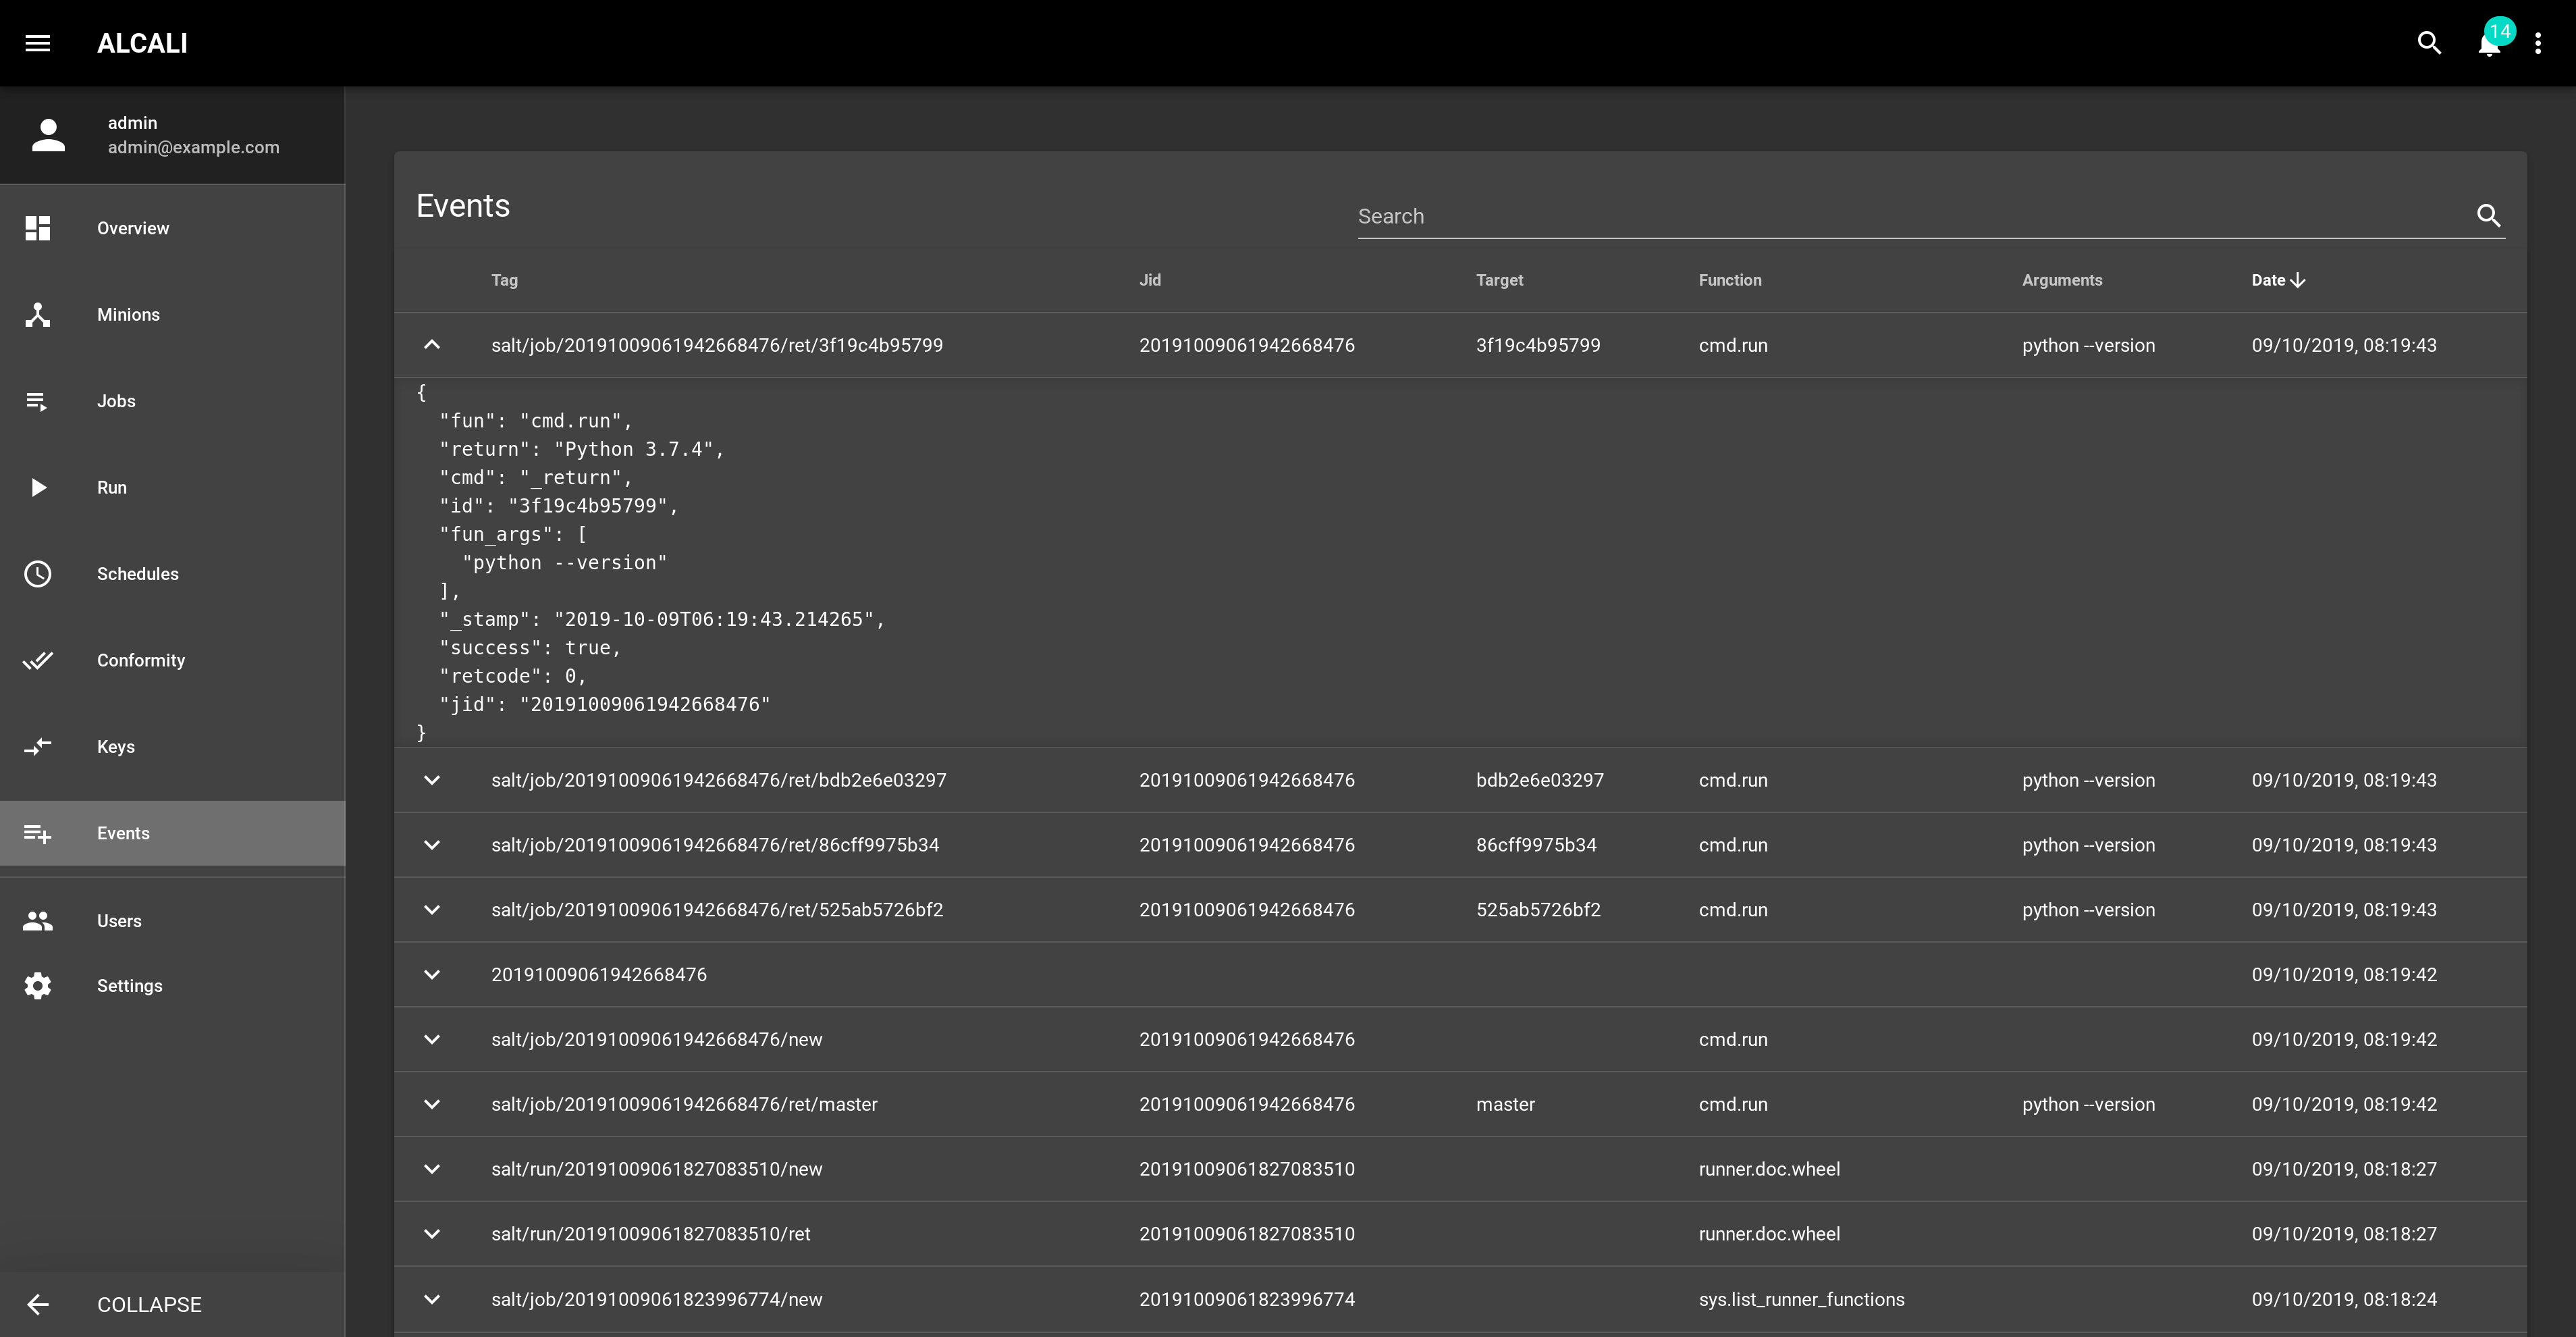 ALCALI
14
admin
admin@example.com
Overview
Minions
Jobs
Run
Schedules
Conformity
Keys
Events
Users
Settings
COLLAPSE
Events
Search
Tag Jid Target Function Arguments Date
salt/job/20191009061942668476/ret/3f19c4b95799 20191009061942668476 3f19c4b95799 cmd.run python --version 09/10/2019, 08:19:43
{
"fun": "cmd.run",
"return": "Python 3.7.4",
"cmd": "_return",
"id": "3f19c4b95799",
"fun_args": [
"python --version"
],
"_stamp": "2019-10-09T06:19:43.214265",
"success": true,
"retcode": 0,
"jid": "20191009061942668476"
}
salt/job/20191009061942668476/ret/bdb2e6e03297 20191009061942668476 bdb2e6e03297 cmd.run python --version 09/10/2019, 08:19:43
salt/job/20191009061942668476/ret/86cff9975b34 20191009061942668476 86cff9975b34 cmd.run python --version 09/10/2019, 08:19:43
salt/job/20191009061942668476/ret/525ab5726bf2 20191009061942668476 525ab5726bf2 cmd.run python --version 09/10/2019, 08:19:43
20191009061942668476 09/10/2019, 08:19:42
salt/job/20191009061942668476/new 20191009061942668476 cmd.run 09/10/2019, 08:19:42
salt/job/20191009061942668476/ret/master 20191009061942668476 master cmd.run python --version 09/10/2019, 08:19:42
salt/run/20191009061827083510/new 20191009061827083510 runner.doc.wheel 09/10/2019, 08:18:27
salt/run/20191009061827083510/ret 20191009061827083510 runner.doc.wheel 09/10/2019, 08:18:27
salt/job/20191009061823996774/new 20191009061823996774 sys.list_runner_functions 09/10/2019, 08:18:24